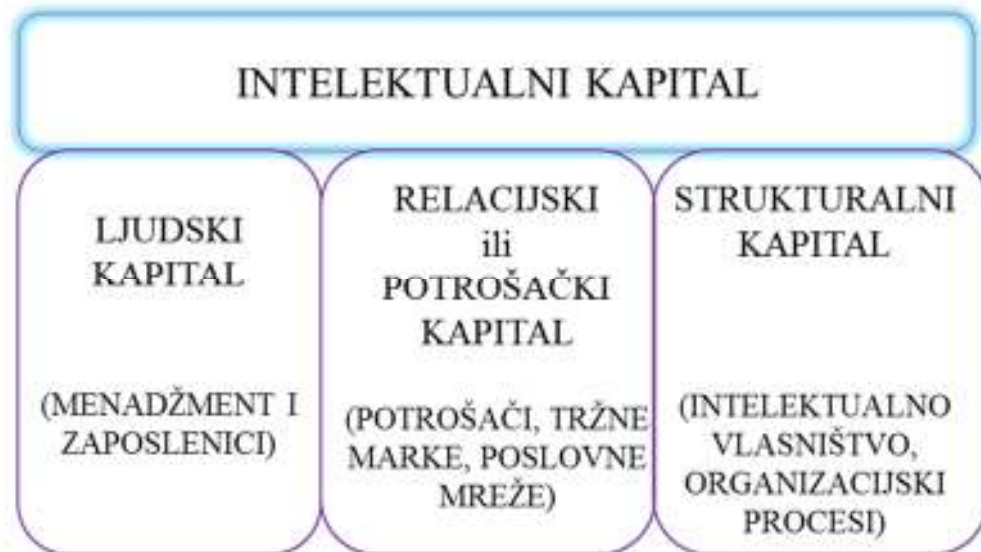 INTELEKTUALNI KAPITAL
LJUDSKI
KAPITAL
(MENADŽMENT I
ZAPOSLENICI)
RELACIJSKI
ili
POTROŠAČKI
KAPITAL
(POTROŠAČI, TRŽNE
MARKE, POSLOVNE
MREŽE)
STRUKTURALNI
KAPITAL
(INTELEKTUALNO
VLASNIŠTVO,
ORGANIZACIJSKI
PROCESI)